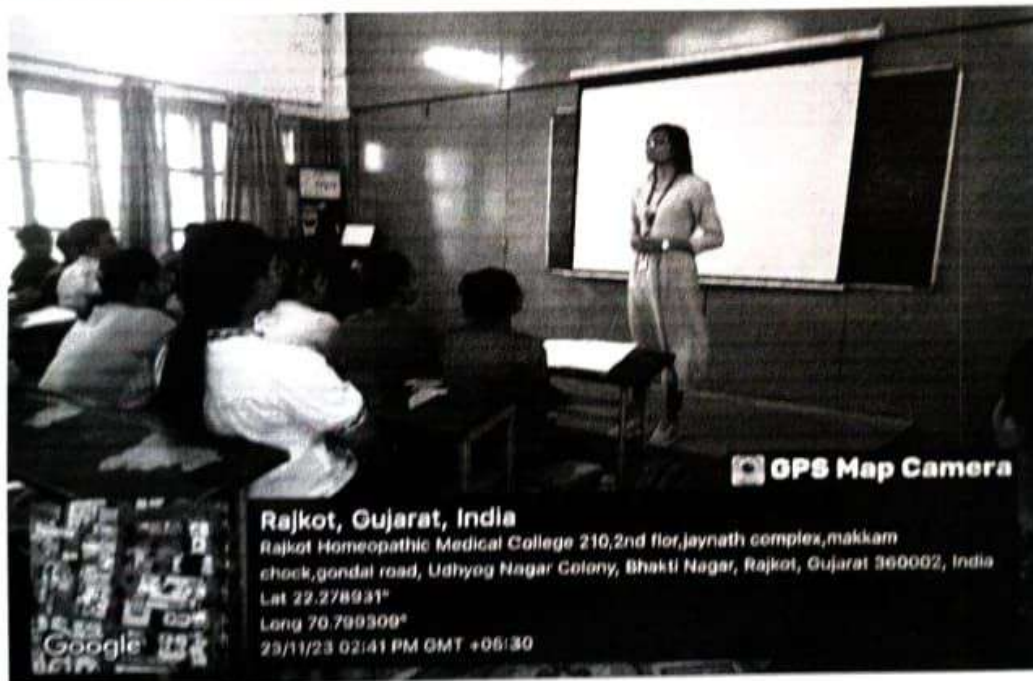 GPS Map Camera
Rajkot, Gujarat, India
Rajkot Homeopathic Medical College 210,2nd flor,jaynath complex,makkam
chock,gondal road, Udhyog Nagar Colony, Bhakti Nagar, Rajkot, Gujarat 360002, India
Lat 22.278931°
Long 70.799309°
23/11/23 02:41 PM GMT +05:30
Google